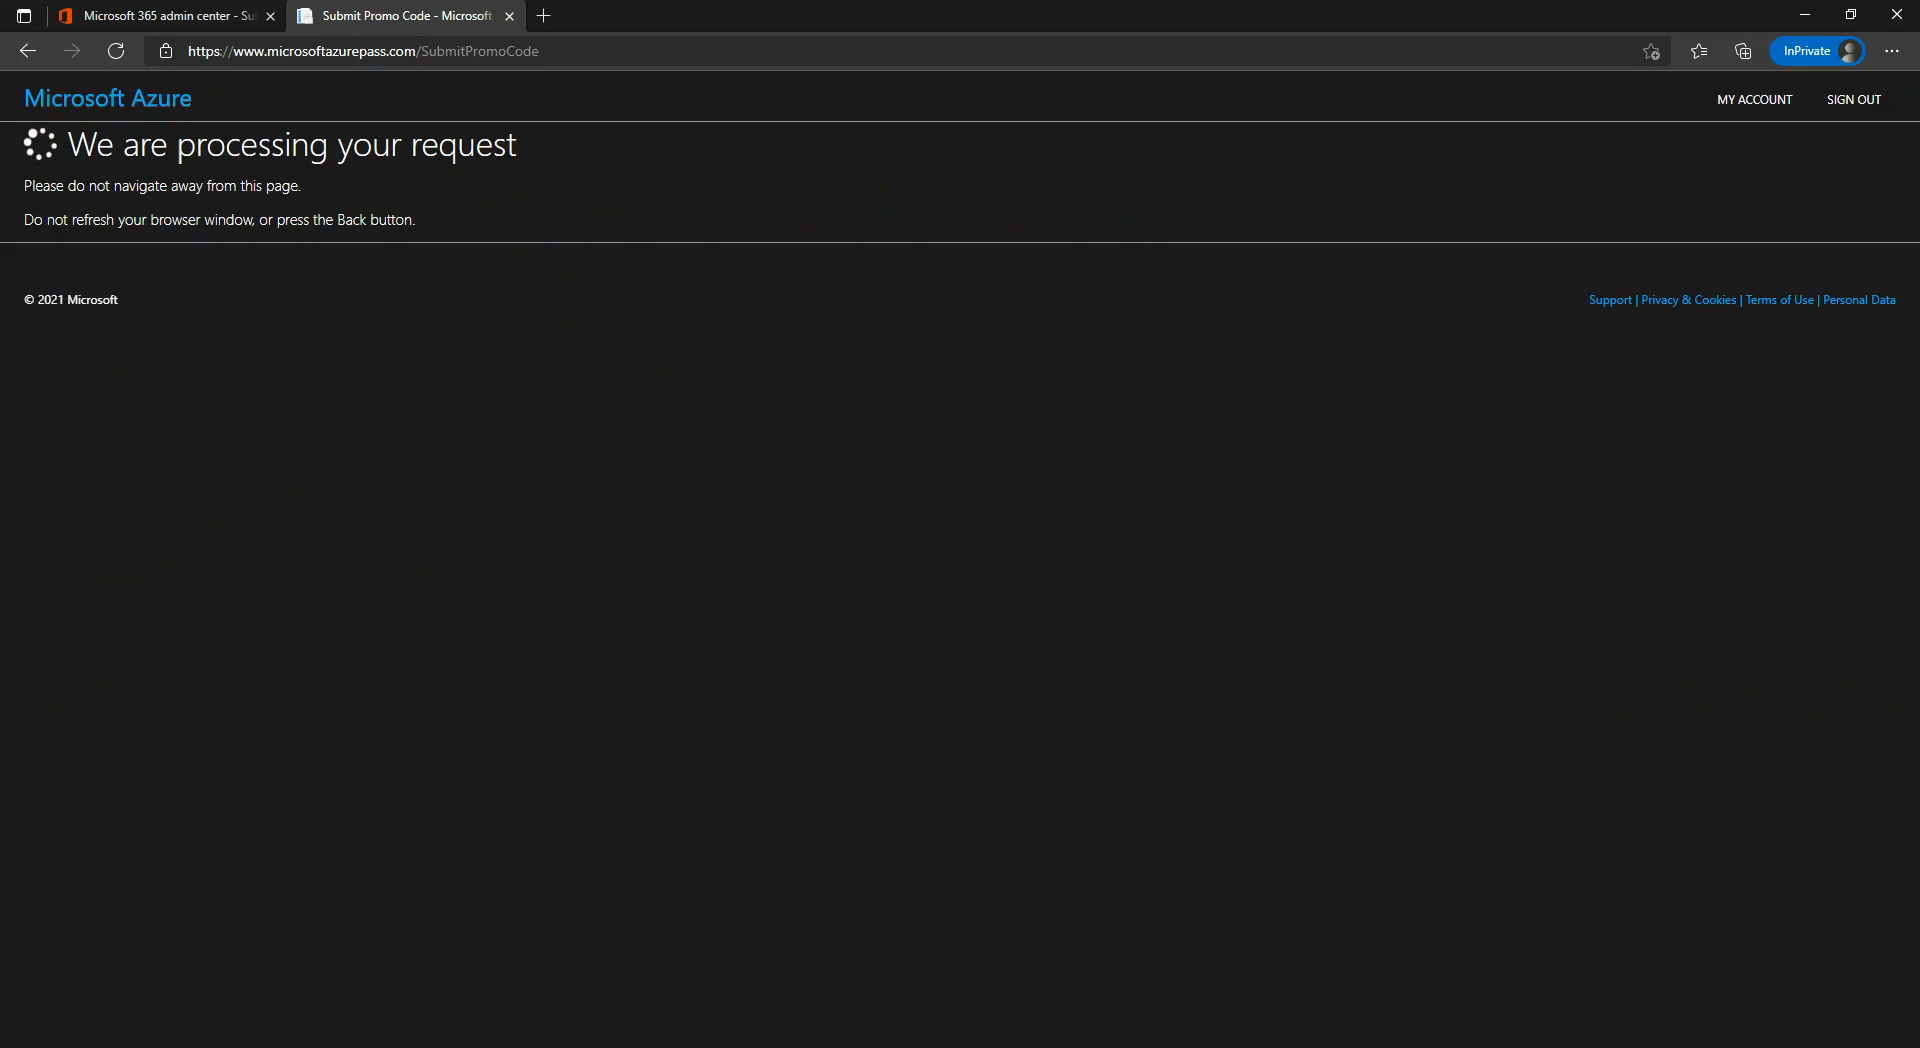 Microsoft 365 admin center - Su
Submit Promo Code - Microsoft
https://www.microsoftazurepass.com/SubmitPromoCode
InPrivate
Microsoft Azure
MY ACCOUNT
SIGN OUT
We are processing your request
Please do not navigate away from this page.
Do not refresh your browser window, or press the Back button.
© 2021 Microsoft
Support | Privacy & Cookies | Terms of Use | Personal Data